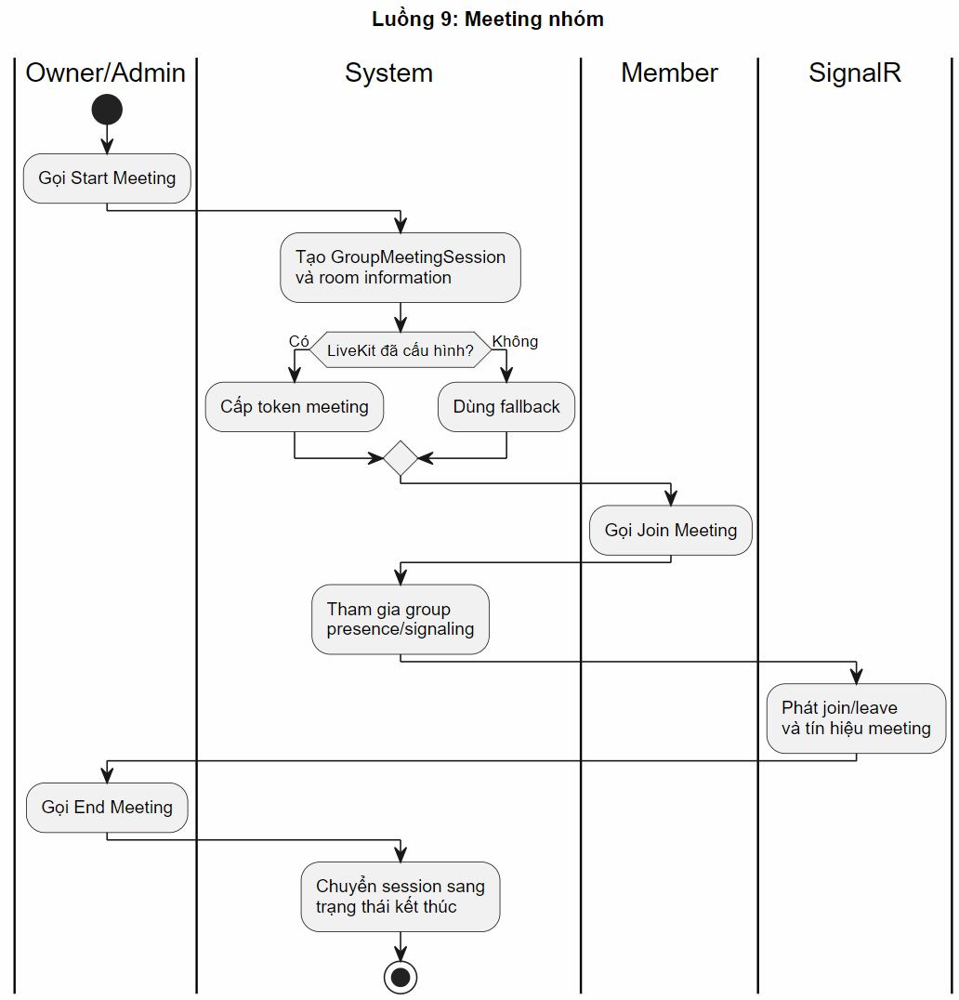 Luồng 9: Meeting nhóm
Owner/Admin
System
Member
SignalR
Gọi Start Meeting
Tạo GroupMeetingSession
và room information
LiveKit đã cấu hình?
Có
Không
Cấp token meeting
Dùng fallback
Gọi Join Meeting
Tham gia group
presence/signaling
Phát join/leave
và tín hiệu meeting
Gọi End Meeting
Chuyển session sang
trạng thái kết thúc